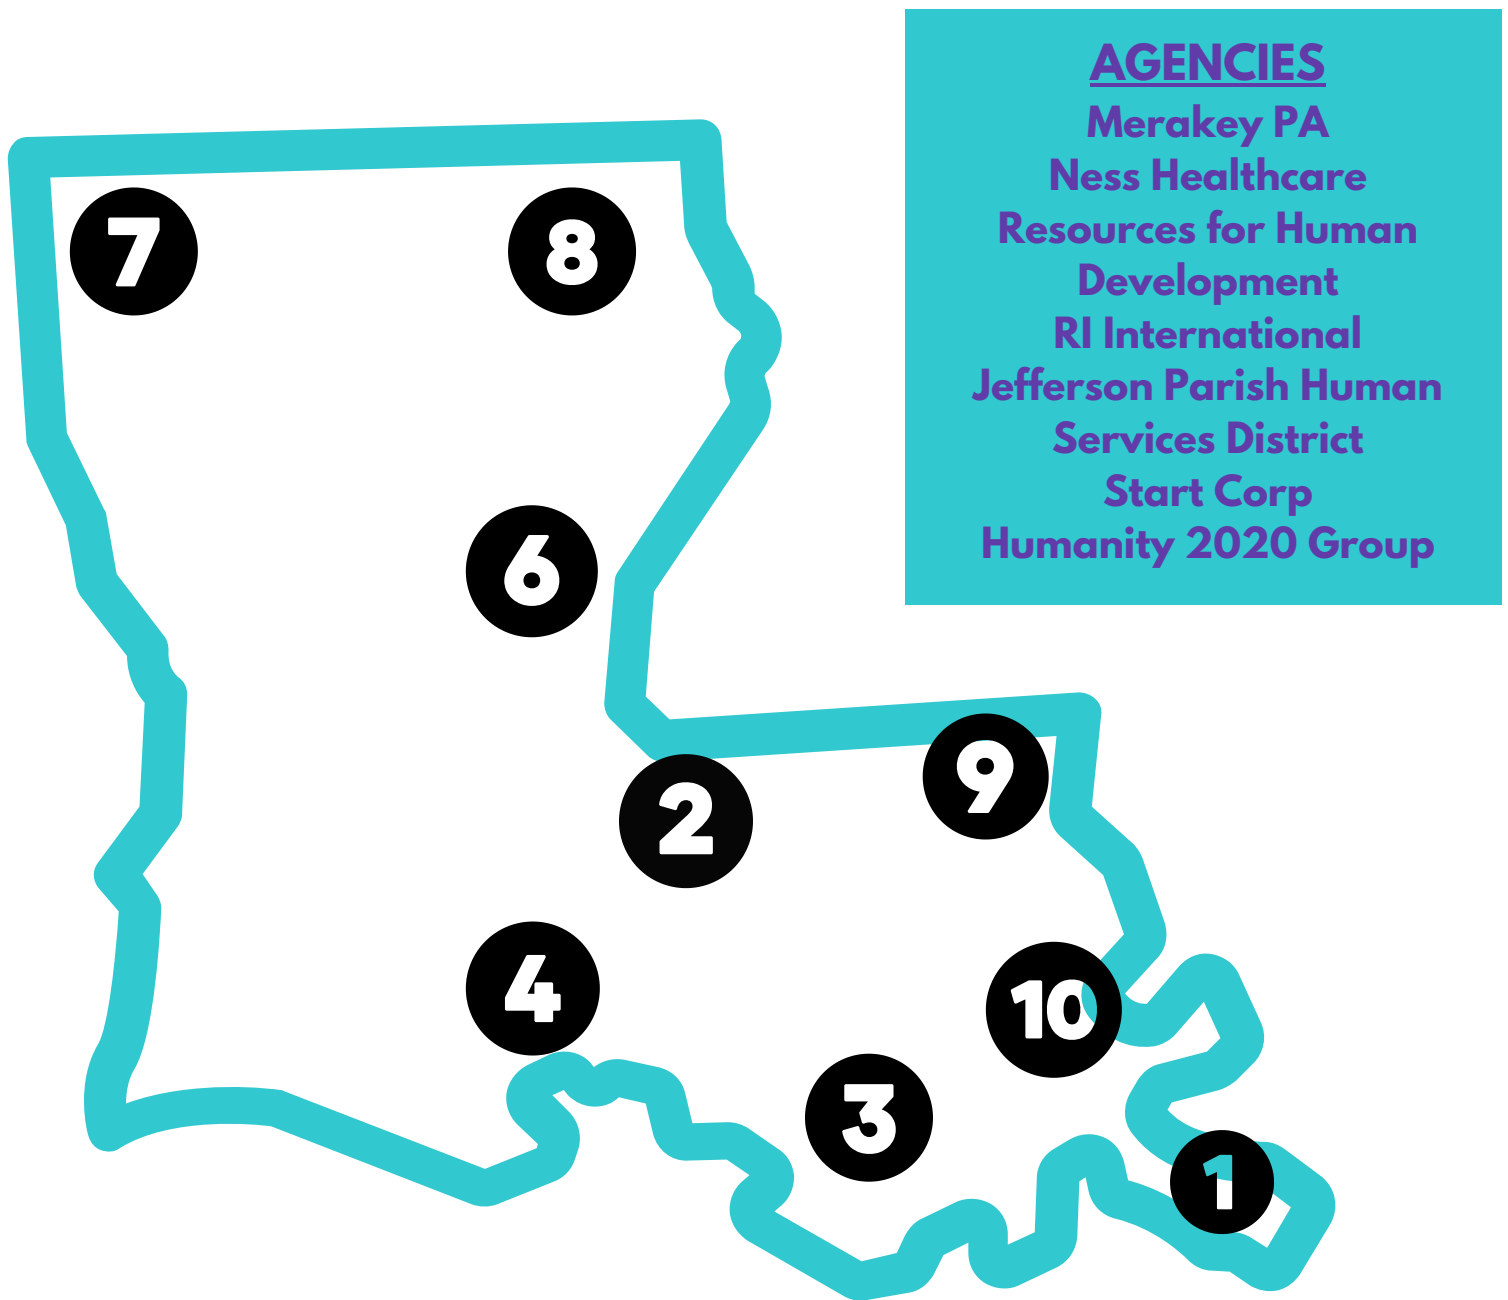 AGENCIES
Merakey PA
Ness Healthcare
Resources for Human
Development
RI International
Jefferson Parish Human
Services District
Start Corp
Humanity 2020 Group
7
8
6
2
9
4
10
3
1